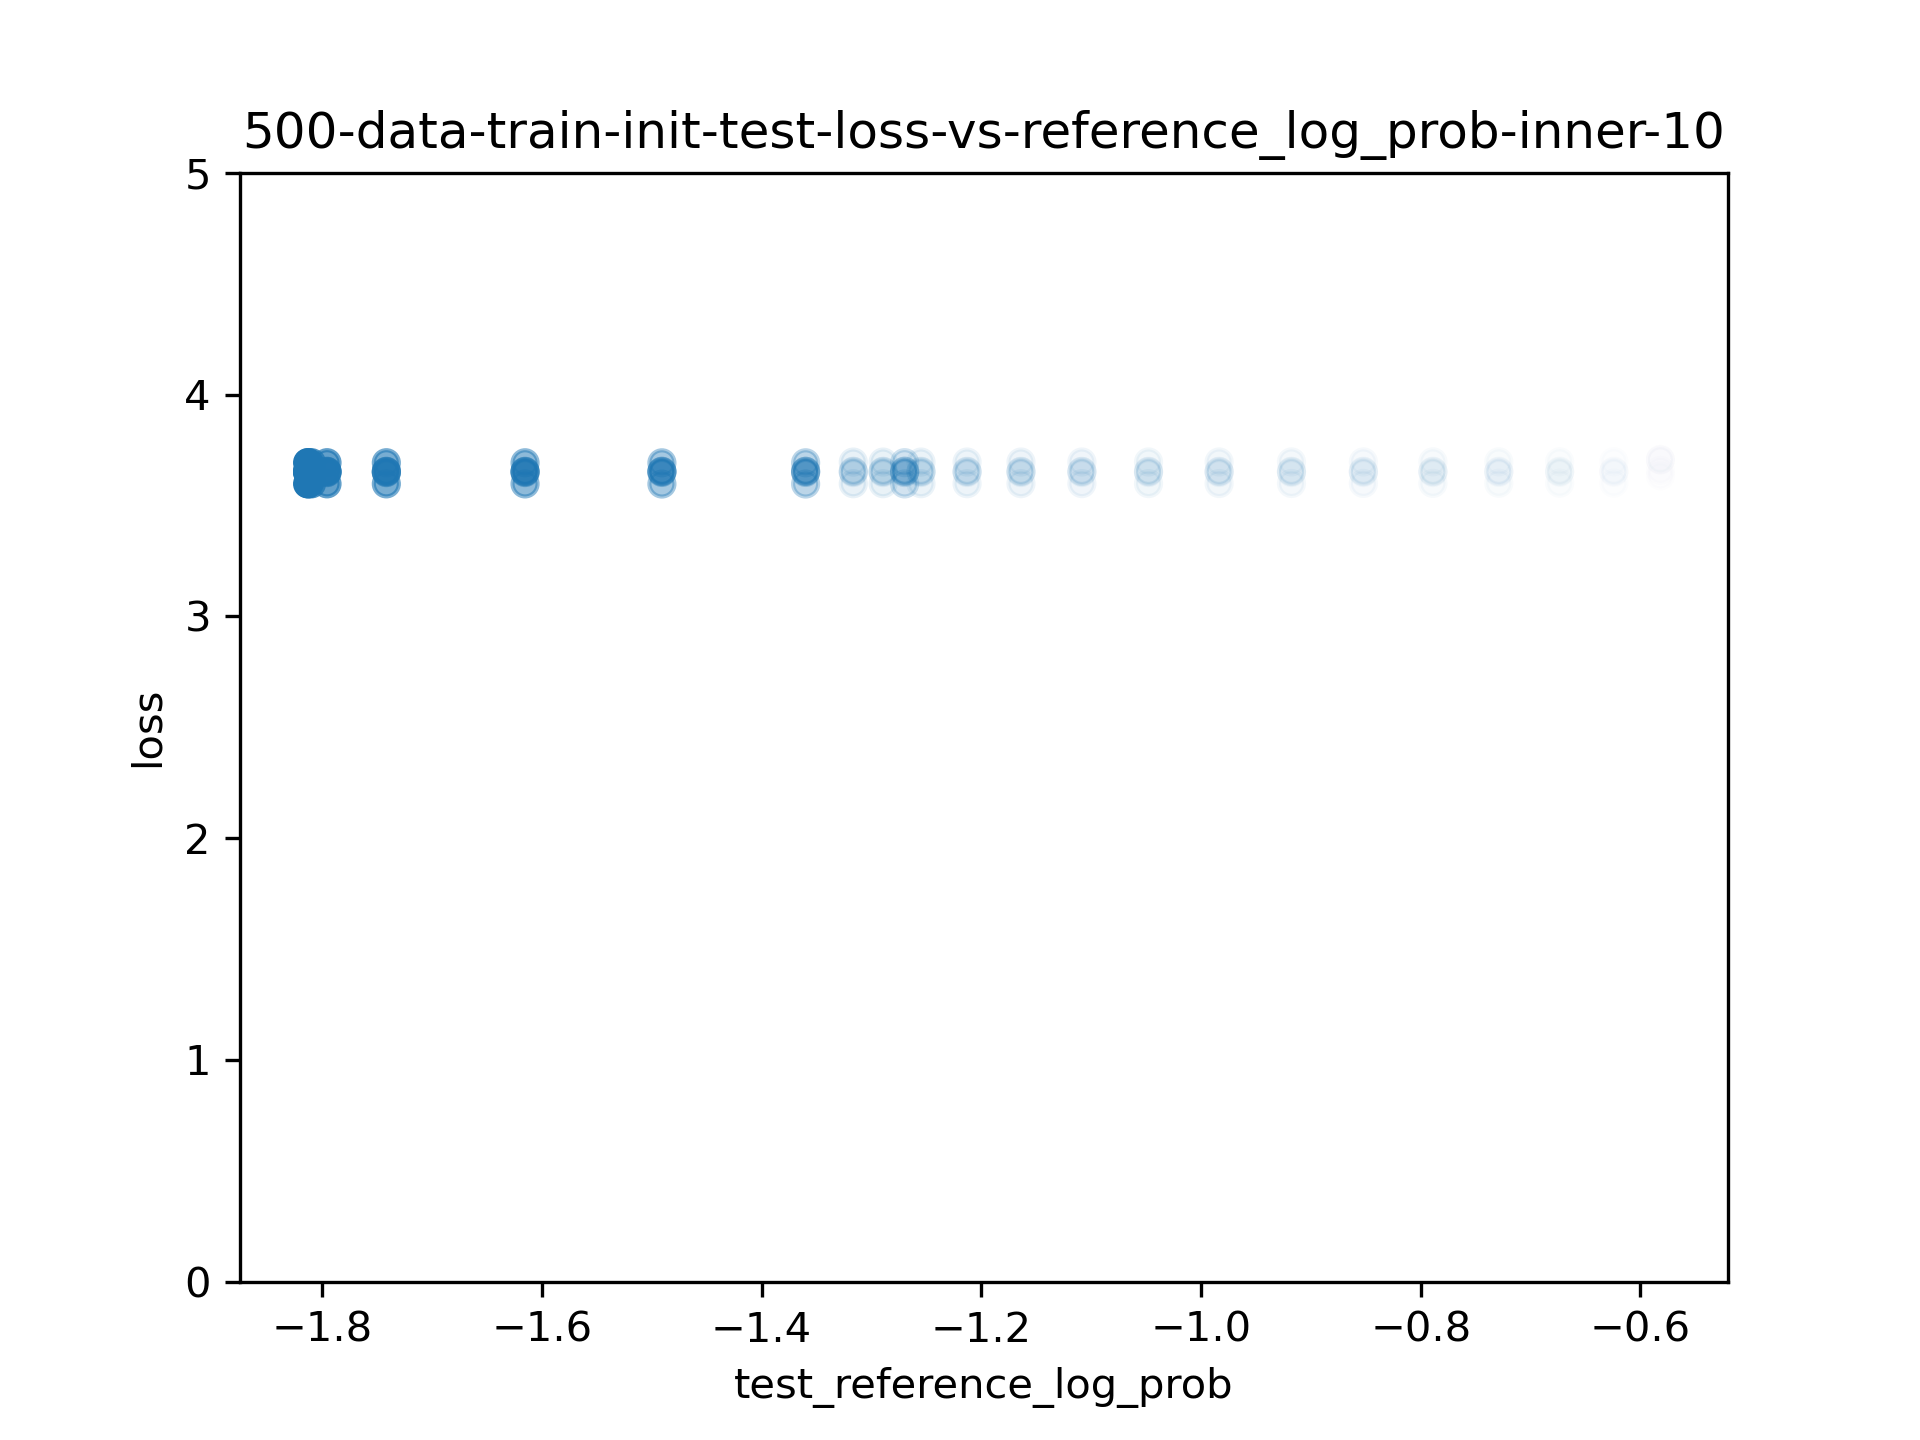 500-data-train-init-test-loss-vs-reference_log_prob-inner-10
5
4
3
2
1
0
loss
−1.8 −1.6 −1.4 −1.2 −1.0 −0.8 −0.6
test_reference_log_prob